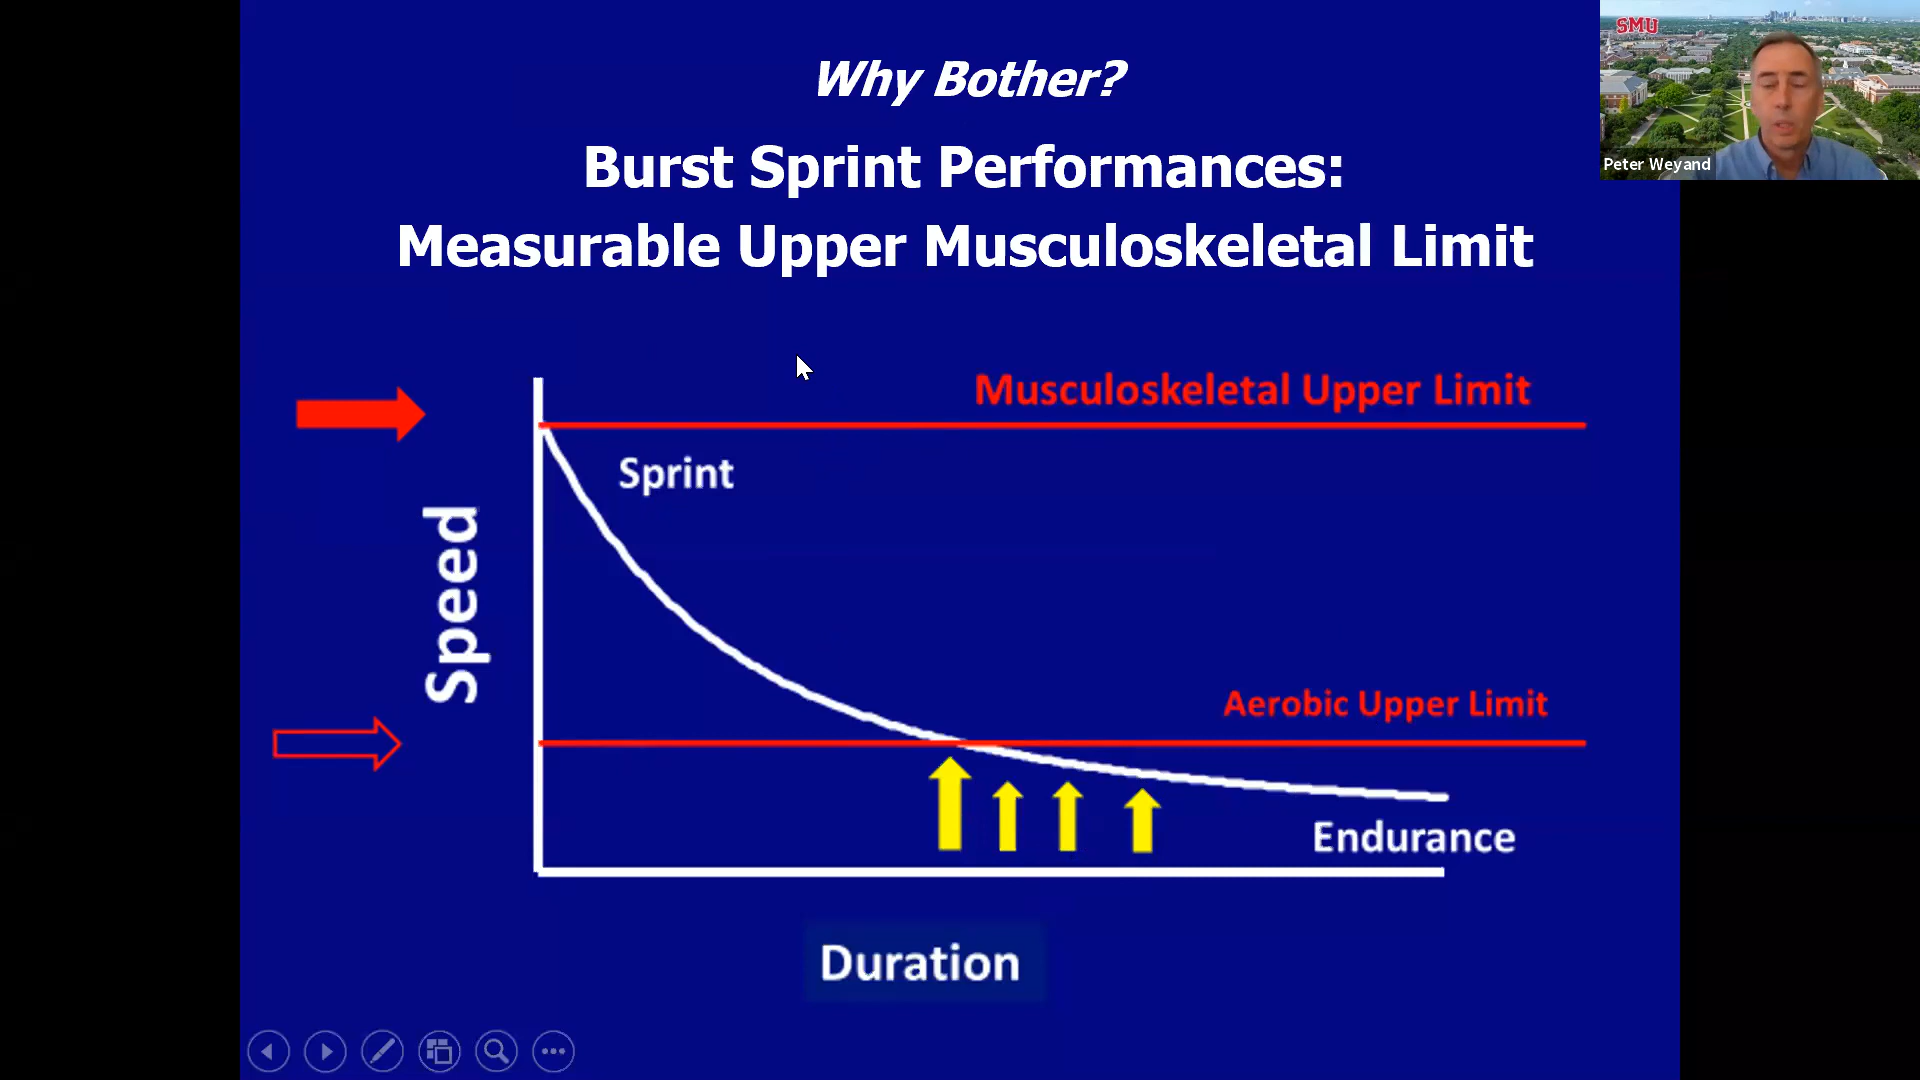 Why Bother?
Burst Sprint Performances:
Measurable Upper Musculoskeletal Limit
SMU
Peter Weyand
Musculoskeletal Upper Limit
Sprint
Speed
Aerobic Upper Limit
Endurance
Duration